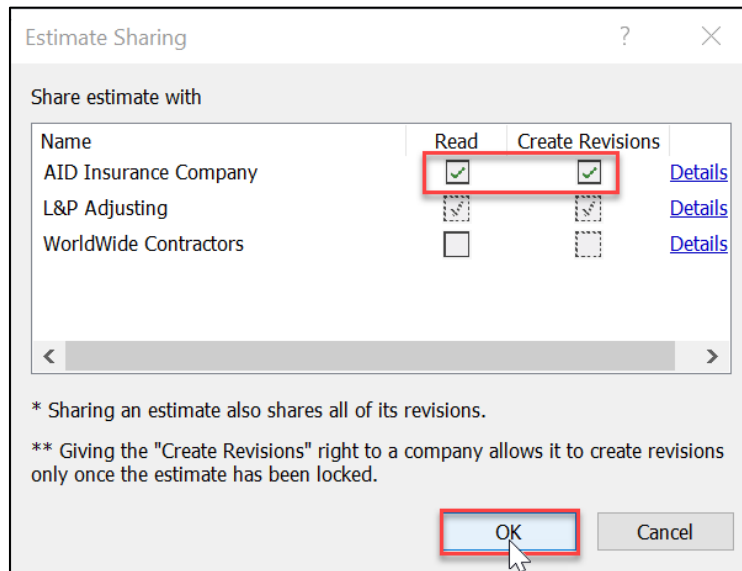 Estimate Sharing ?
Share estimate with
Name Read Create Revisions
AID Insurance Company Details
L&P Adjusting Details
WorldWide Contractors Details
* Sharing an estimate also shares all of its revisions.
** Giving the "Create Revisions" right to a company allows it to create revisions
only once the estimate has been locked.
OK Cancel